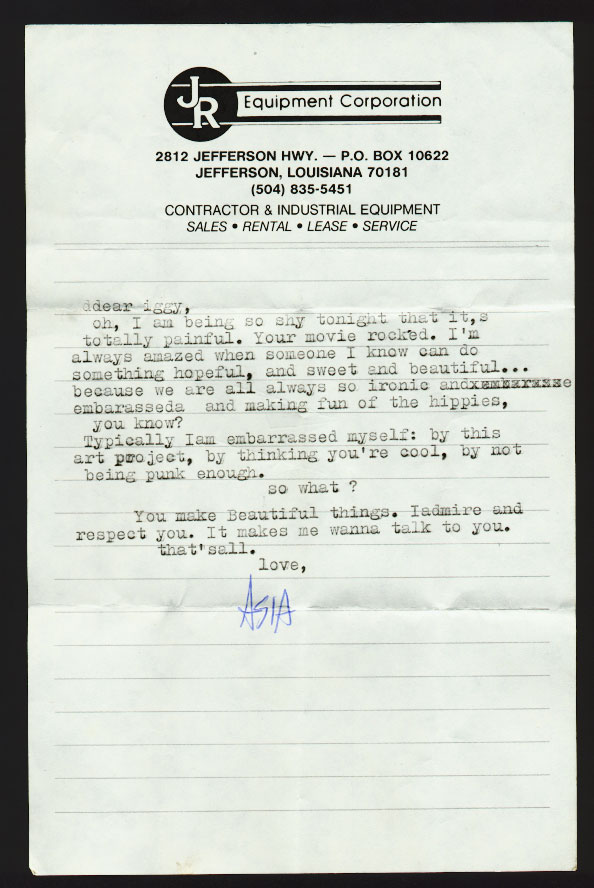 JR Equipment Corporation
2812 JEFFERSON HWY. — P.O. BOX 10622
JEFFERSON, LOUISIANA 70181
(504) 835-5451
CONTRACTOR & INDUSTRIAL EQUIPMENT
SALES • RENTAL • LEASE • SERVICE
ddear iggy,
oh, I am being so shy tonight that it,s
totally painful. Your movie rocked. I'm
always amazed when someone I know can do
something hopeful, and sweet and beautiful...
because we are all always so ironic and
embarasseda and making fun of the hippies,
you know?
Typically Iam embarrassed myself: by this
art project, by thinking you're cool, by not
being punk enough.
so what ?
You make Beautiful things. Iadmire and
respect you. It makes me wanna talk to you.
that'sall.
love,
ASIA